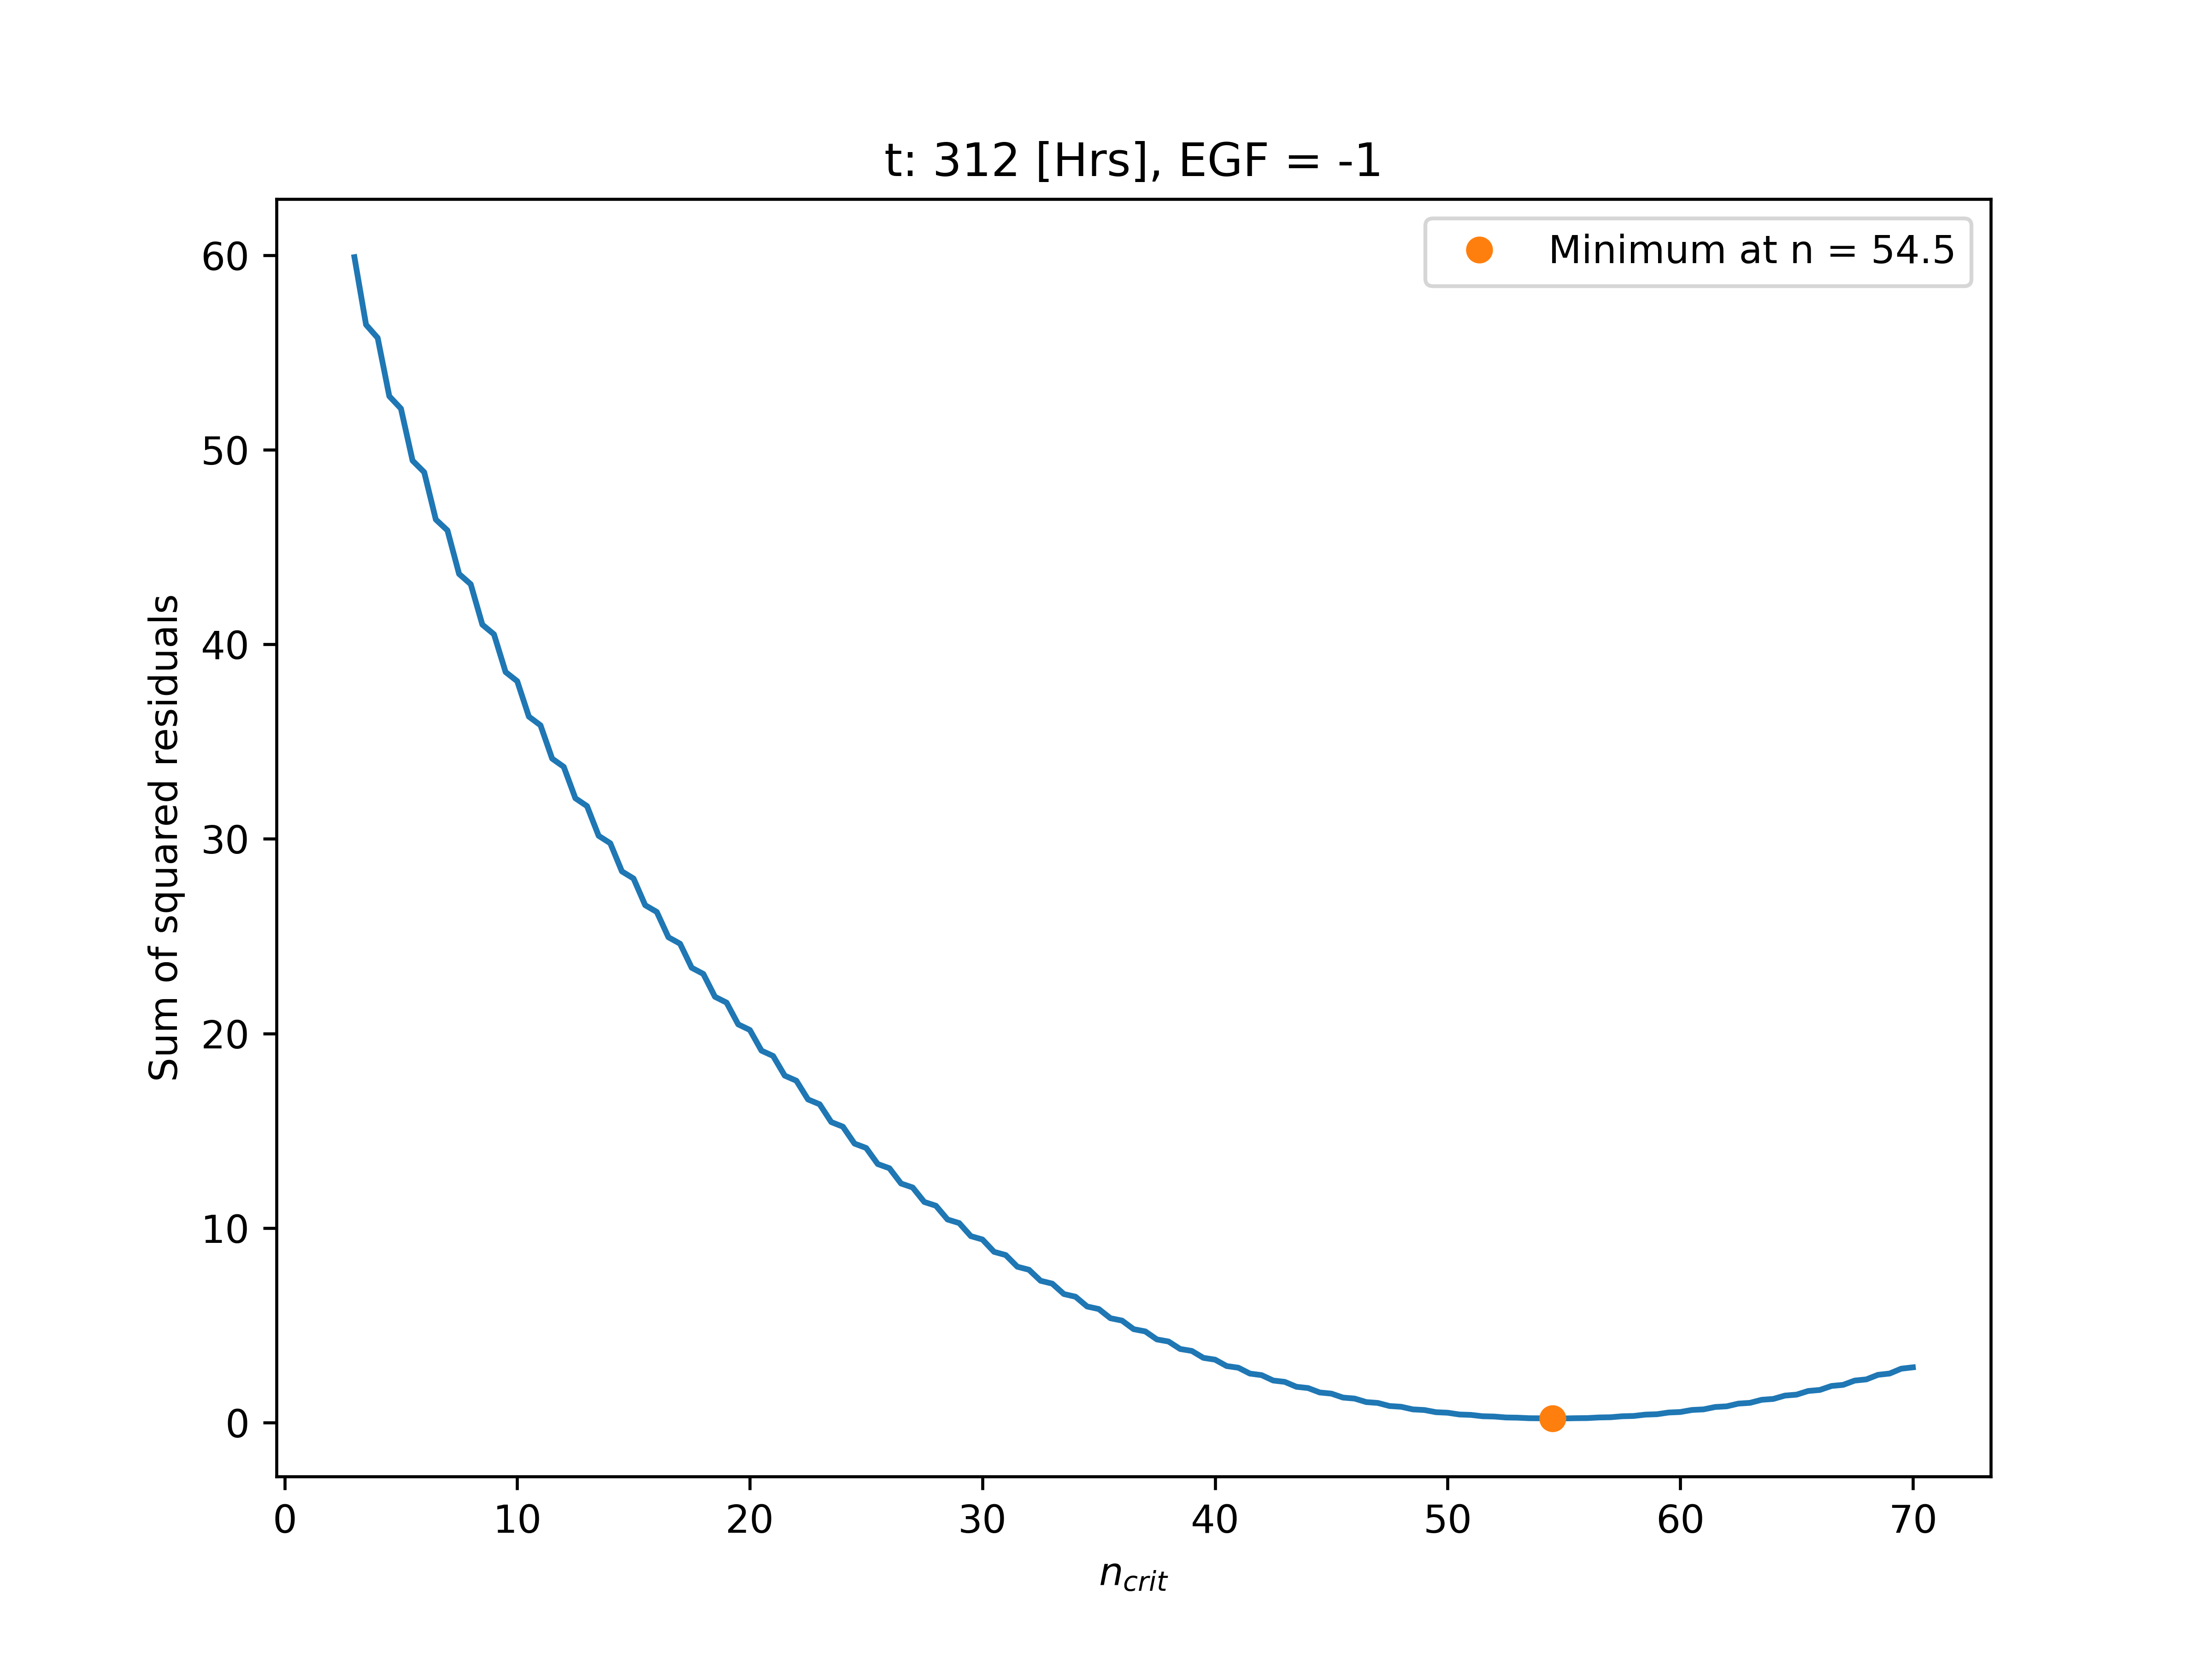 t: 312 [Hrs], EGF = -1
Minimum at n = 54.5
Sum of squared residuals
60
50
40
30
20
10
0
0 10 20 30 40 50 60 70
n_crit